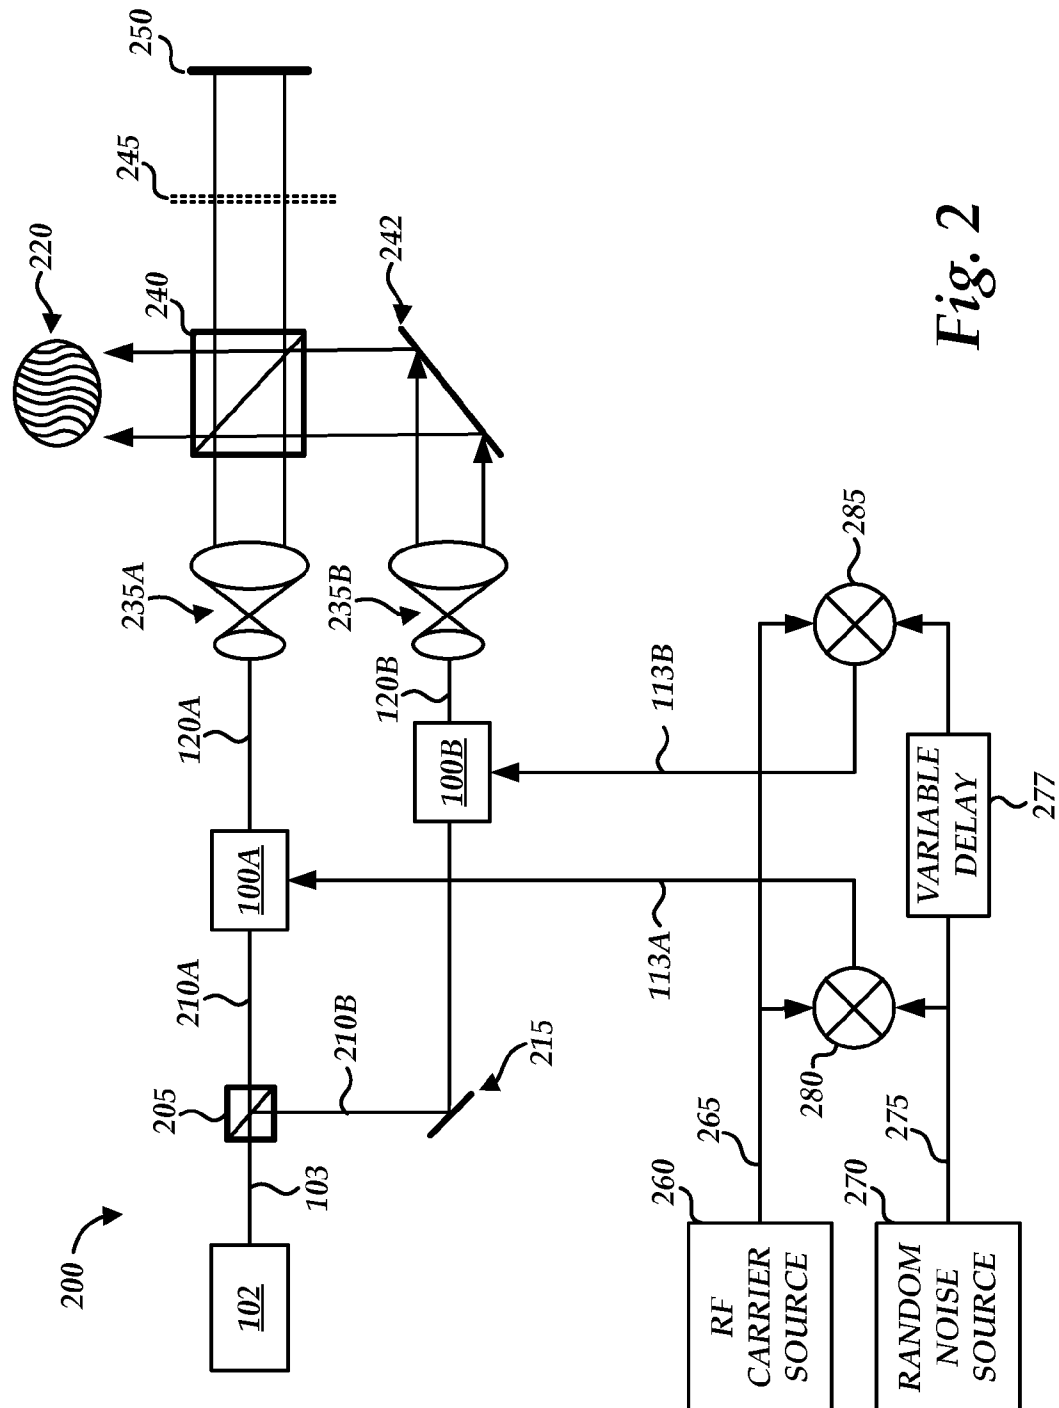 200
102
103
205
210A
210B
215
100A
100B
120A
120B
235A
235B
240
242
220
245
250
RF
CARRIER
SOURCE
260
265
RANDOM
NOISE
SOURCE
270
275
280
113A
113B
VARIABLE
DELAY
277
285
Fig. 2